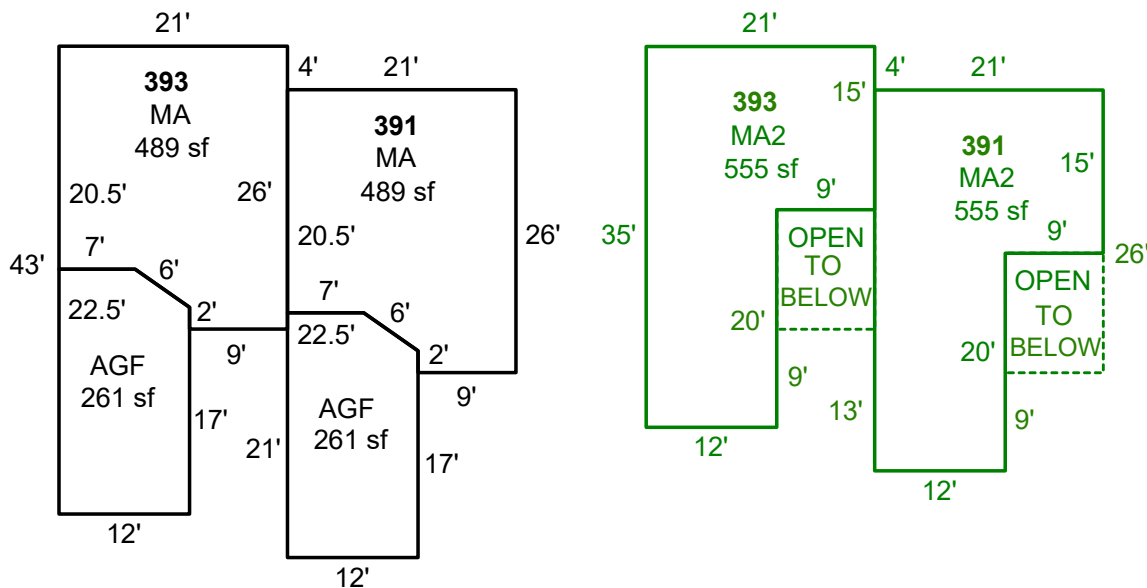 21'
393
MA
489 sf
4'
21'
391
MA
489 sf
20.5'
26'
20.5'
26'
43'
7'
6'
22.5'
2'
9'
7'
6'
22.5'
2'
9'
AGF
261 sf
17'
21'
AGF
261 sf
17'
12'
12'
21'
393
MA2
555 sf
15'
4'
21'
391
MA2
555 sf
15'
9'
35'
OPEN
TO
BELOW
20'
9'
12'
13'
9'
26'
OPEN
TO
BELOW
20'
9'
12'